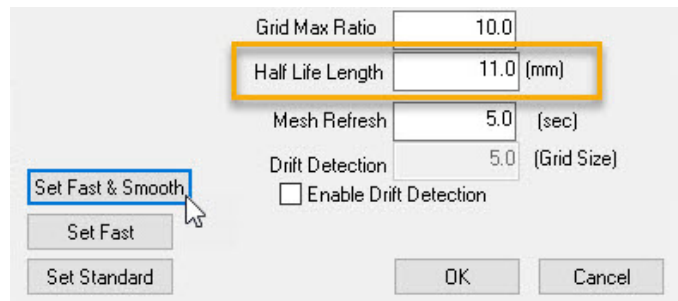 Grid Max Ratio 10.0
Half Life Length 11.0 (mm)
Mesh Refresh 5.0 (sec)
Drift Detection 5.0 (Grid Size)
Set Fast & Smooth Enable Drift Detection
Set Fast
Set Standard OK Cancel